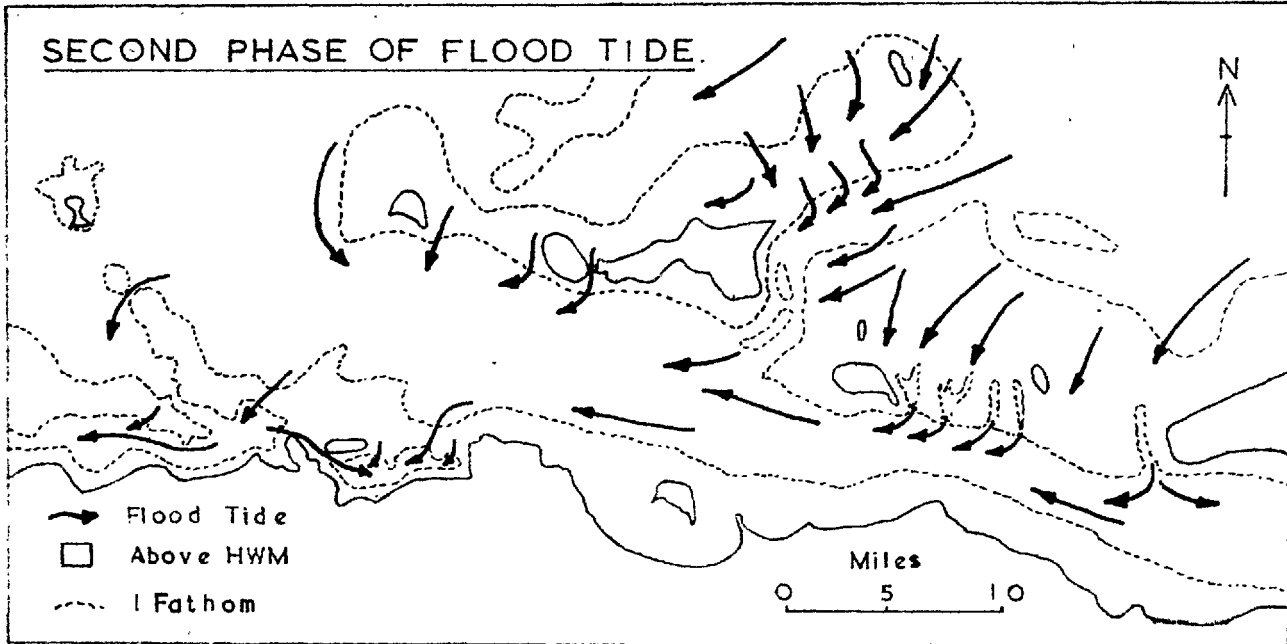 SECOND PHASE OF FLOOD TIDE.
N
Flood Tide
Above HWM
1 Fathom
Miles
0 5 10